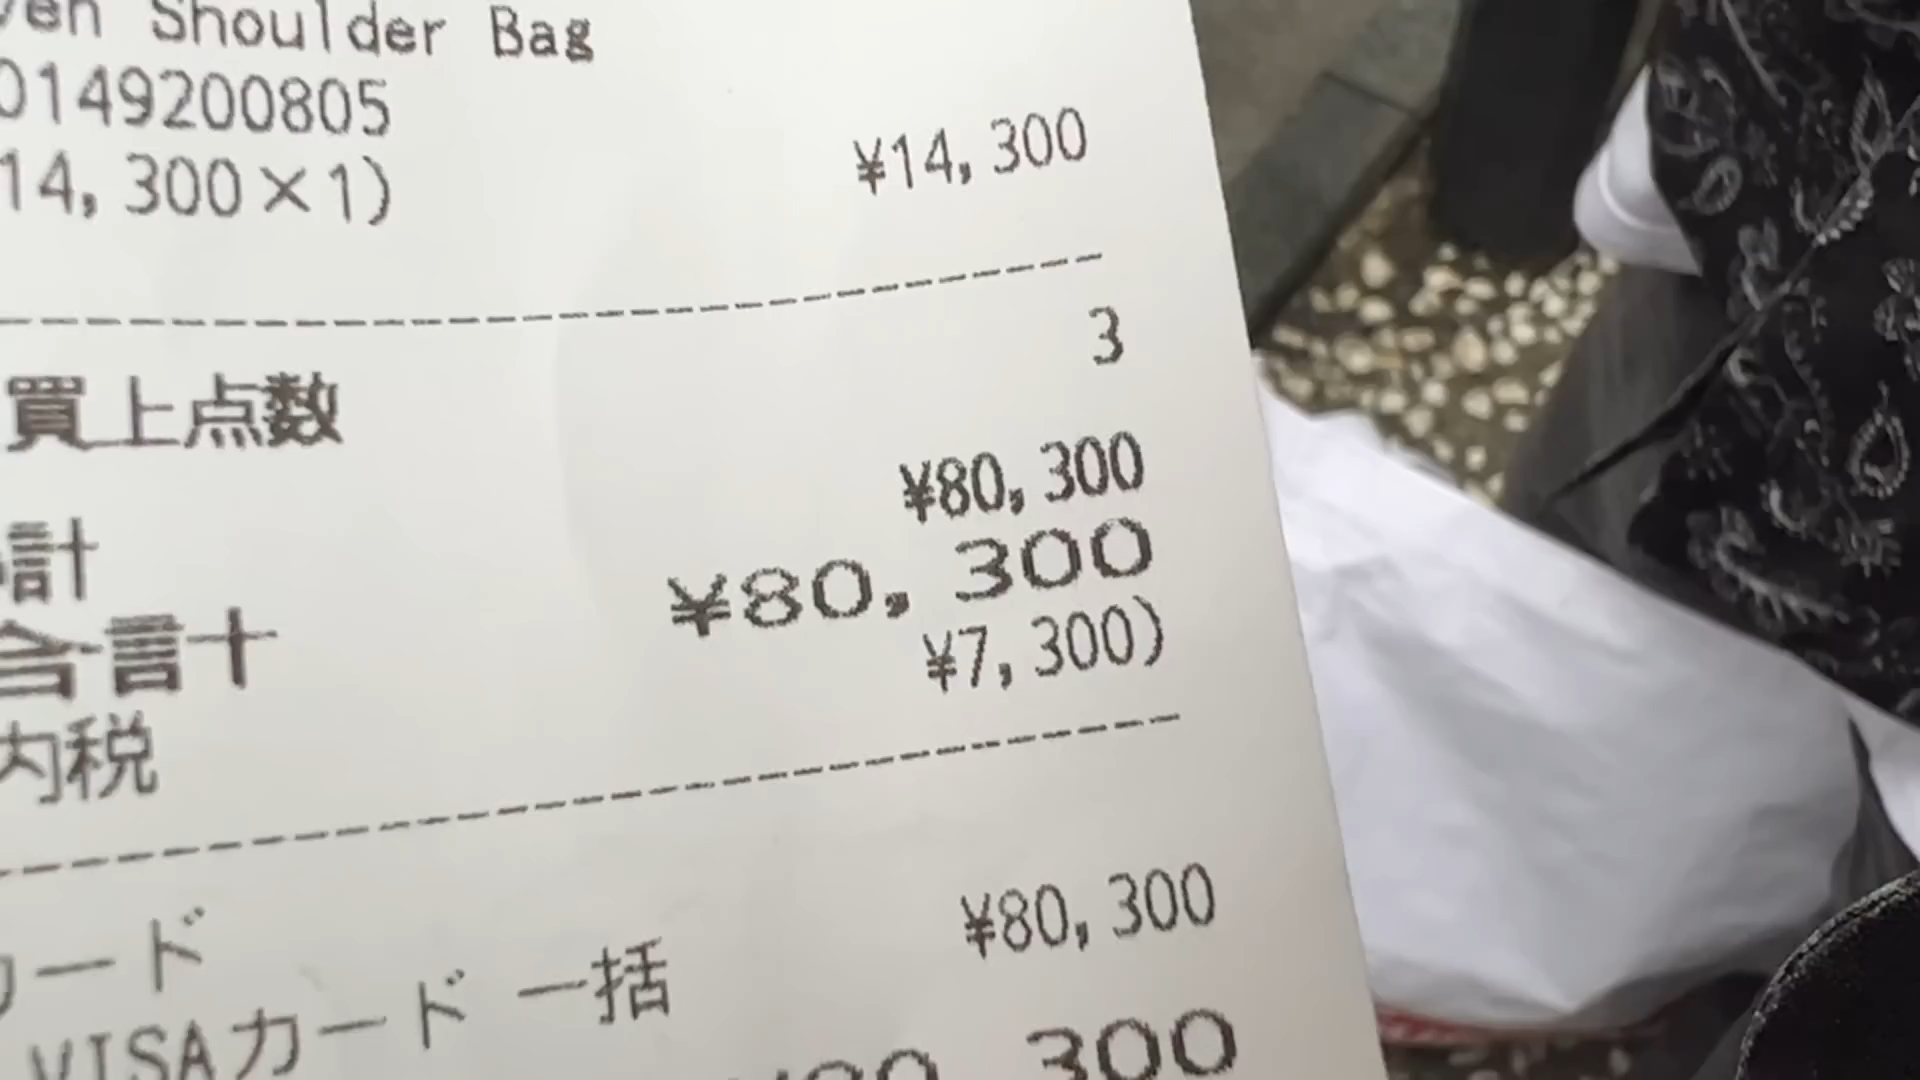 Shoulder Bag
0149200805
14,300×1) ¥14,300
買上点数 3
計 ¥80,300
合計 ¥80,300
内税 ¥7,300)
カード ¥80,300
VISAカード 一括
300